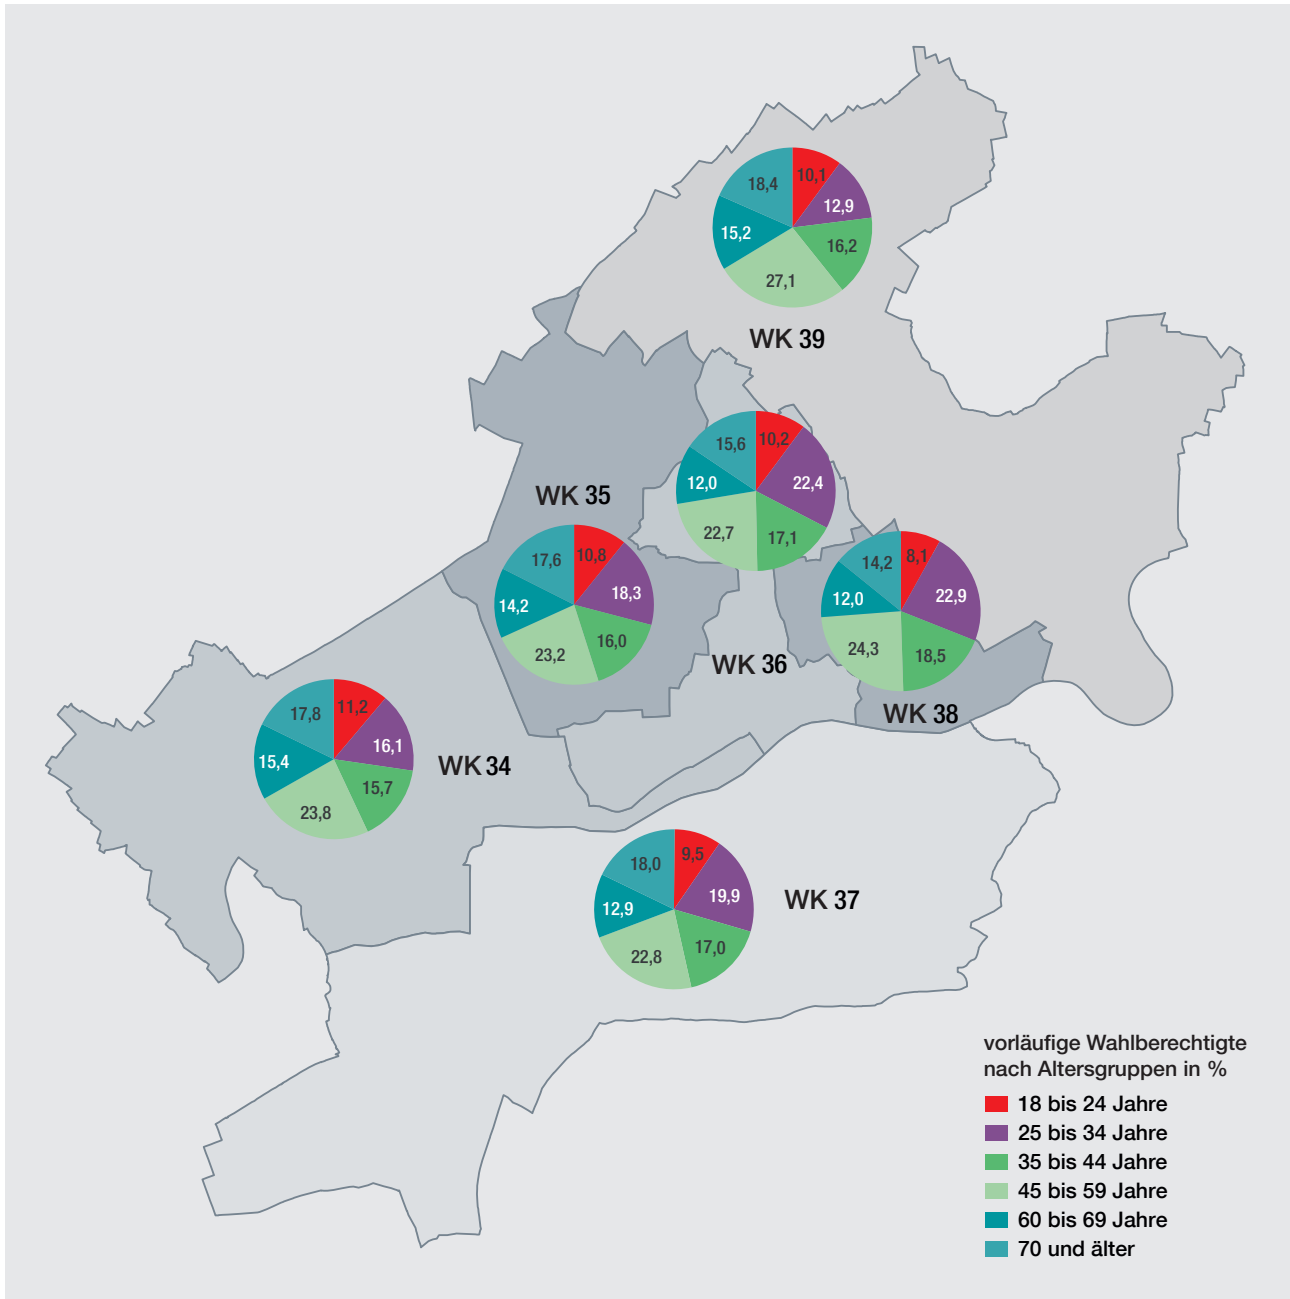 18,4
10,1
12,9
15,2
16,2
27,1
WK 39
15,6
10,2
12,0
22,4
22,7
17,1
WK 35
17,6
10,8
14,2
18,3
23,2
16,0
14,2
8,1
12,0
22,9
24,3
18,5
WK 36
WK 38
17,8
11,2
15,4
16,1
15,7
23,8
WK 34
18,0
9,5
12,9
19,9
22,8
17,0
WK 37
vorläufige Wahlberechtigte
nach Altersgruppen in %
18 bis 24 Jahre
25 bis 34 Jahre
35 bis 44 Jahre
45 bis 59 Jahre
60 bis 69 Jahre
70 und älter